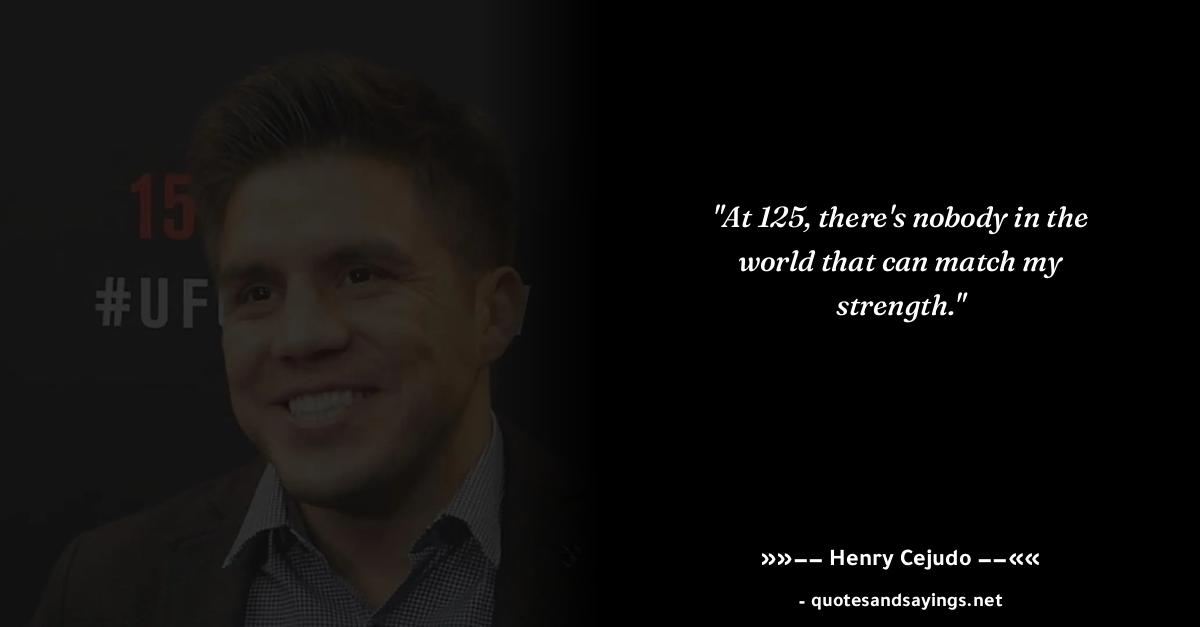 15
#UF
"At 125, there's nobody in the
world that can match my
strength."
»»—— Henry Cejudo ——««
- quotesandsayings.net